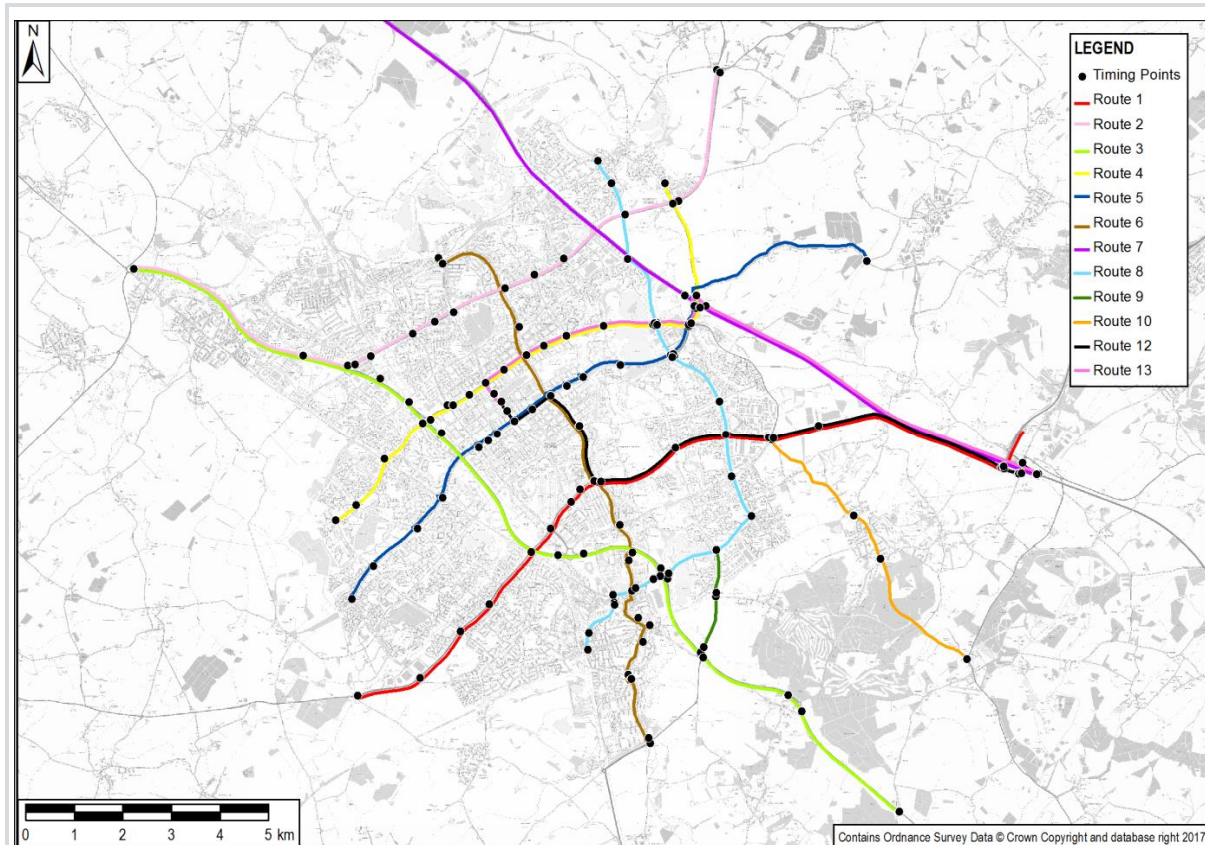 N
LEGEND
Timing Points
Route 1
Route 2
Route 3
Route 4
Route 5
Route 6
Route 7
Route 8
Route 9
Route 10
Route 12
Route 13
0 1 2 3 4 5 km
Contains Ordnance Survey Data © Crown Copyright and database right 2017